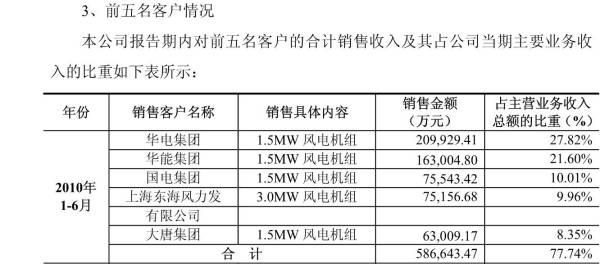 3、前五名客户情况
本公司报告期内对前五名客户的合计销售收入及其占公司当期主要业务收
入的比重如下表所示：
年份 销售客户名称 销售具体内容 销售金额（万元） 占主营业务收入总额的比重（%）
2010年1-6月 华电集团 1.5MW 风电机组 209,929.41 27.82%
华能集团 1.5MW 风电机组 163,004.80 21.60%
国电集团 1.5MW 风电机组 75,543.42 10.01%
上海东海风力发 3.0MW 风电机组 75,156.68 9.96%
有限公司
大唐集团 1.5MW 风电机组 63,009.17 8.35%
合 计 586,643.47 77.74%